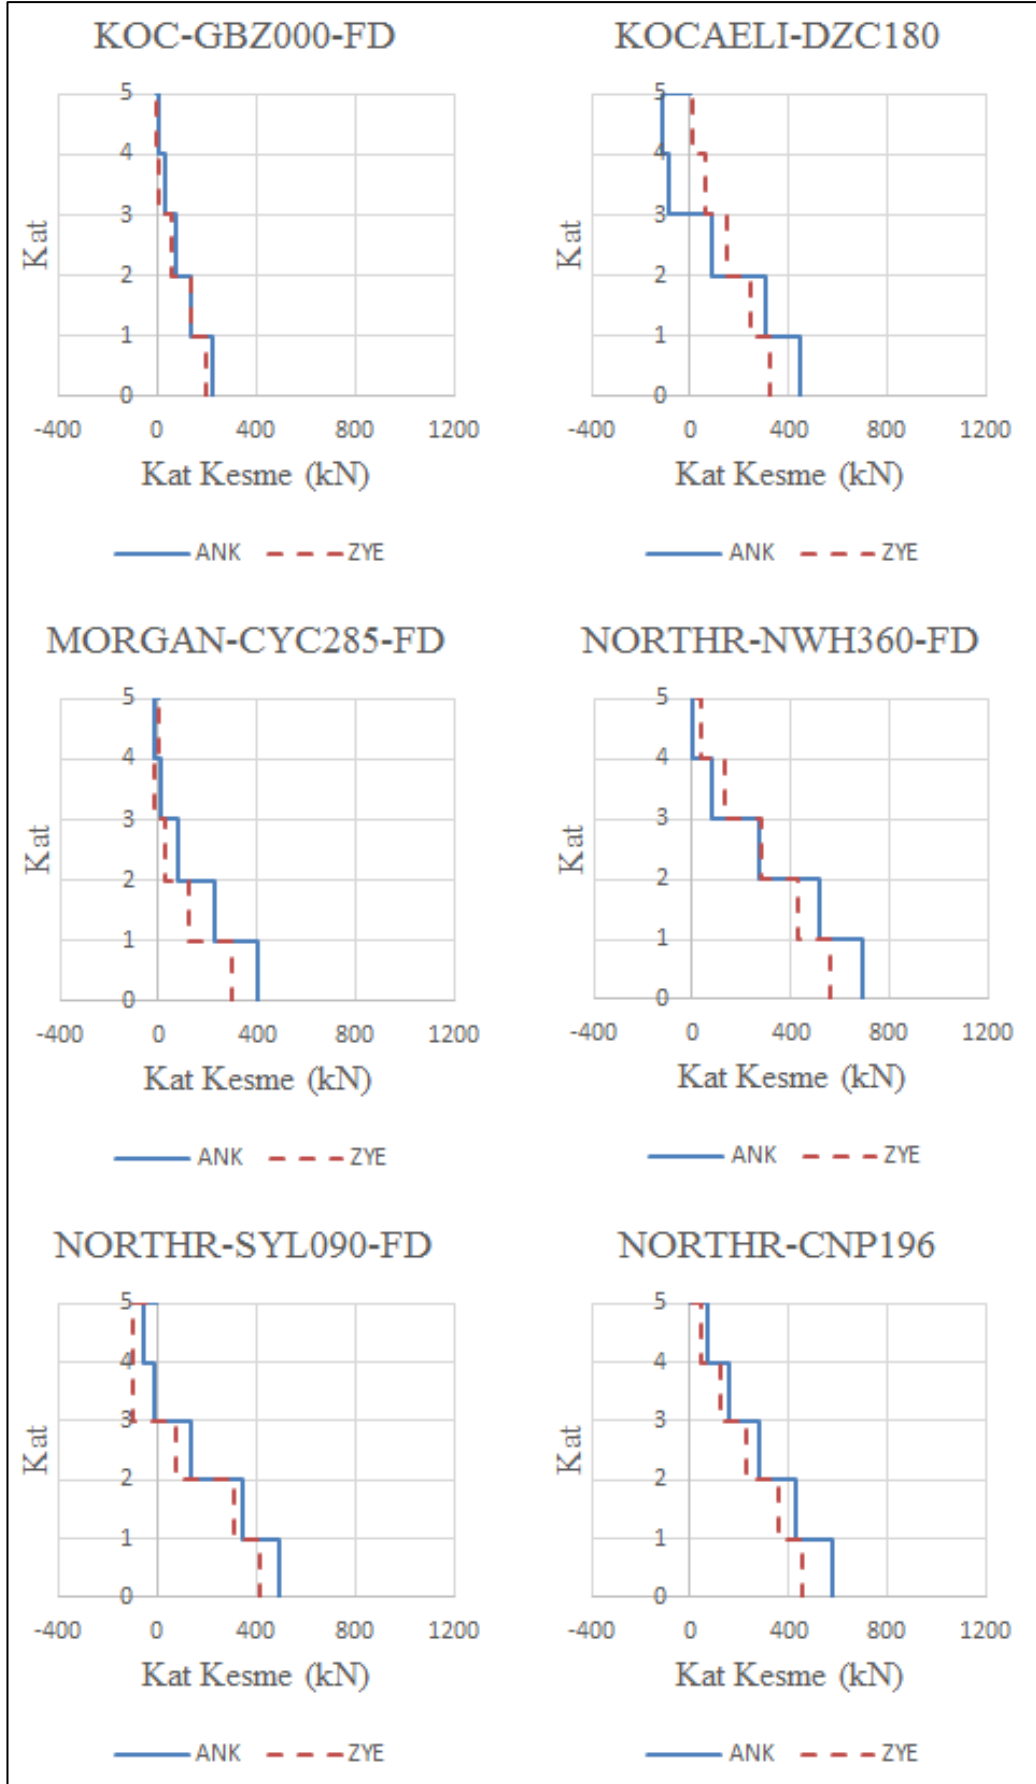 KOC-GBZ000-FD
5
4
3
2
1
0
Kat
-400 0 400 800 1200
Kat Kesme (kN)
ANK ZYE
KOCAELI-DZC180
5
4
3
2
1
0
Kat
-400 0 400 800 1200
Kat Kesme (kN)
ANK ZYE
MORGAN-CYC285-FD
5
4
3
2
1
0
Kat
-400 0 400 800 1200
Kat Kesme (kN)
ANK ZYE
NORTHR-NWH360-FD
5
4
3
2
1
0
Kat
-400 0 400 800 1200
Kat Kesme (kN)
ANK ZYE
NORTHR-SYL090-FD
5
4
3
2
1
0
Kat
-400 0 400 800 1200
Kat Kesme (kN)
ANK ZYE
NORTHR-CNP196
5
4
3
2
1
0
Kat
-400 0 400 800 1200
Kat Kesme (kN)
ANK ZYE